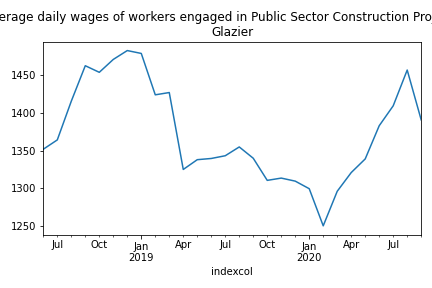 erage daily wages of workers engaged in Public Sector Construction Proj
Glazier
1450
1400
1350
1300
1250
Jul Oct Jan Apr Jul Oct Jan Apr Jul
2019 2020
indexcol